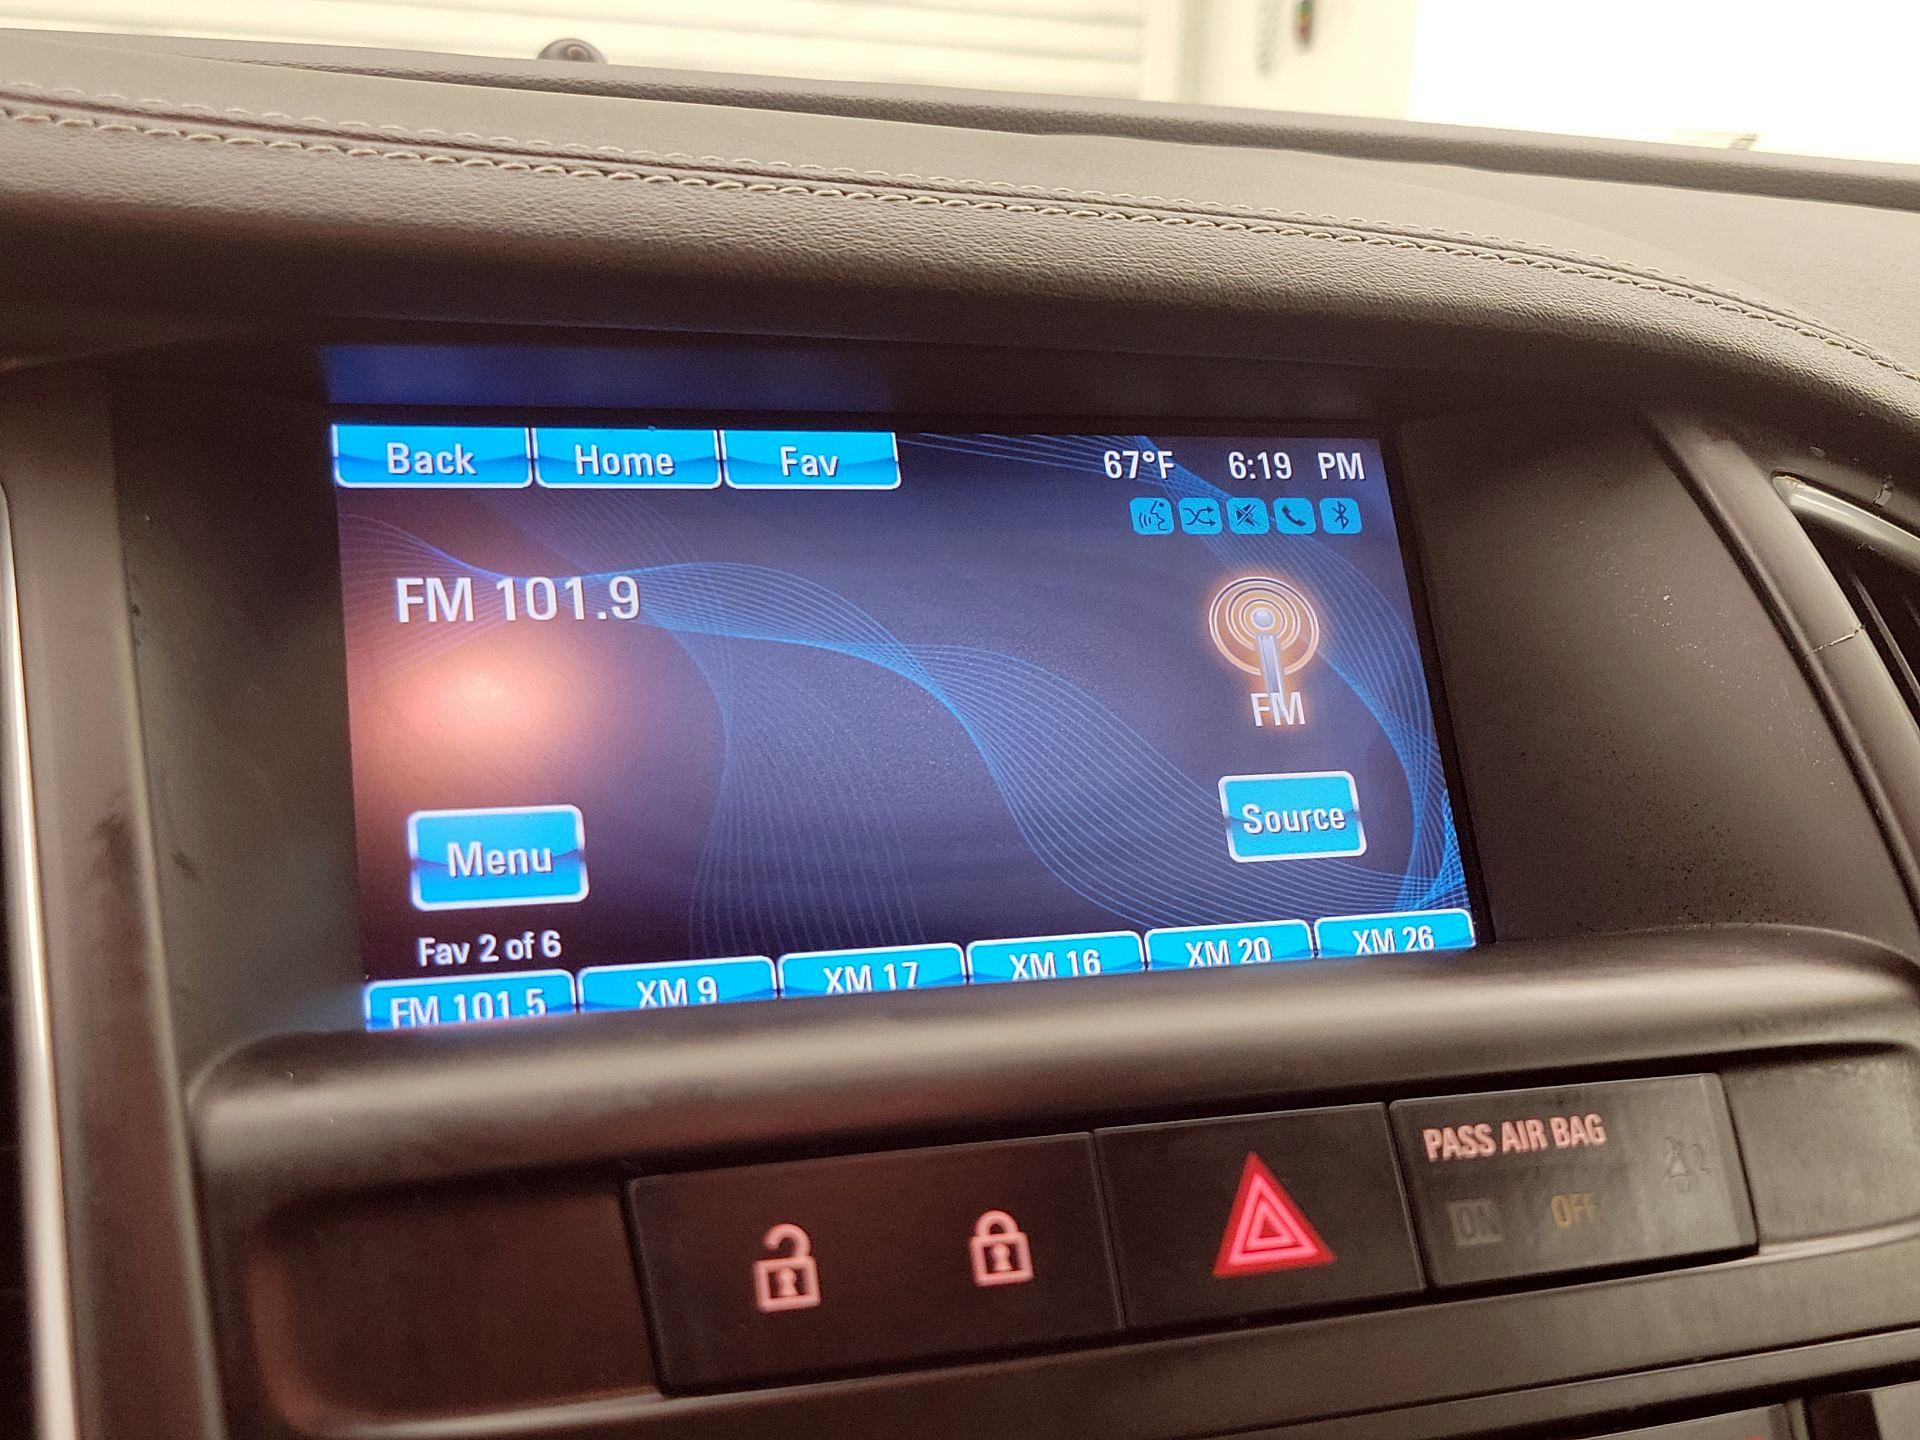 Back Home Fav 67°F 6:19 PM
FM 101.9
FM
Source
Menu
Fav 2 of 6
FM 101.5 XM 9 XM 17 XM 16 XM 20 XM 26
PASS AIR BAG
ON OFF